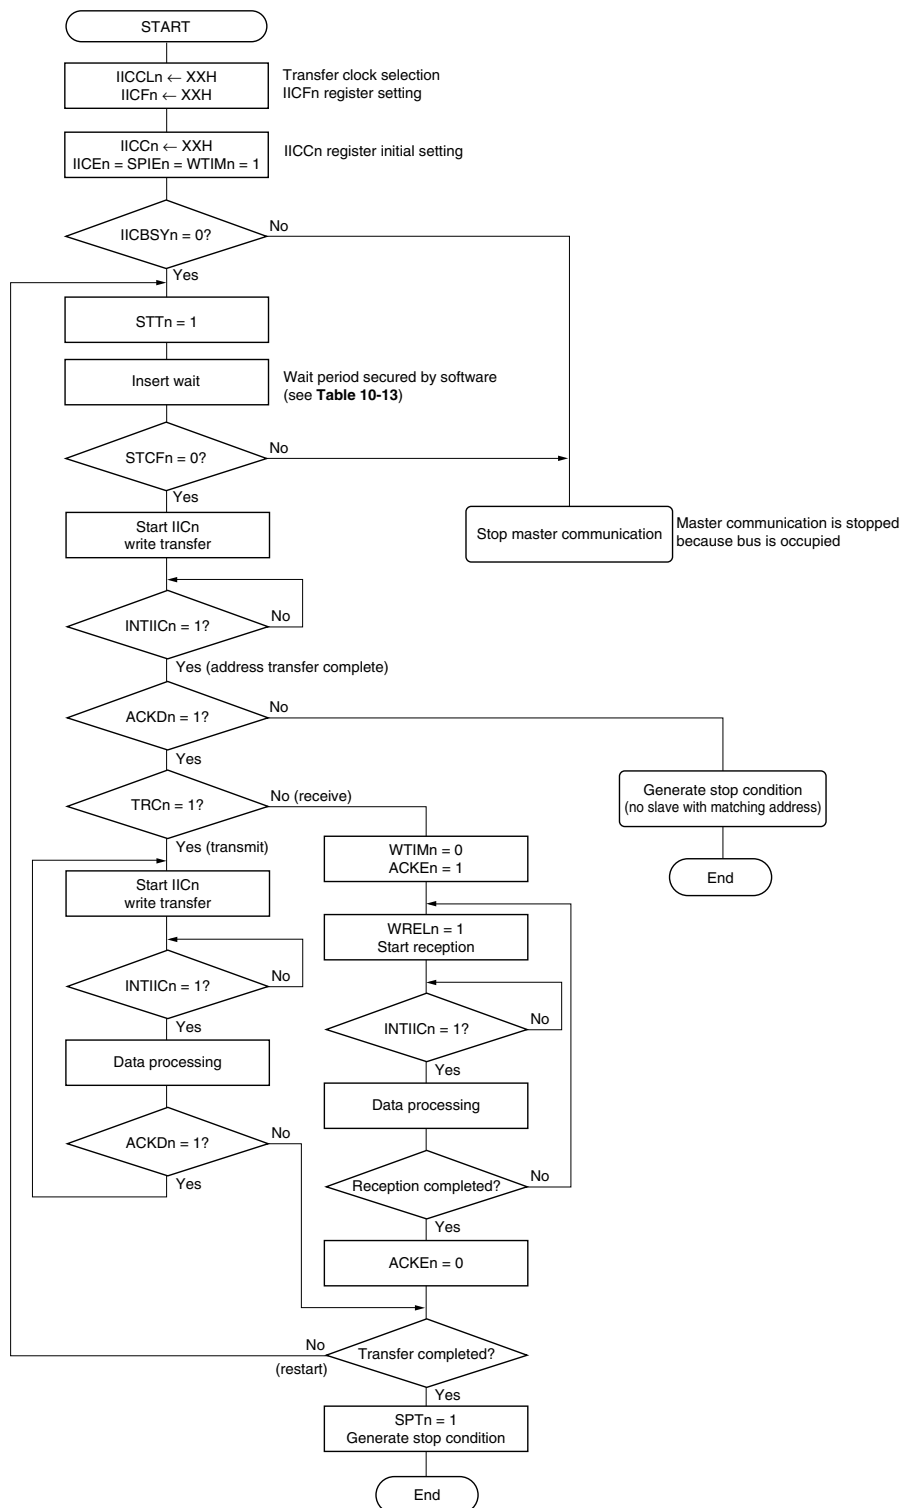 START
IICCLn ← XXH
IICFn ← XXH
Transfer clock selection
IICFn register setting
IICCn ← XXH
IICEn = SPIEn = WTIMn = 1
IICCn register initial setting
IICBSYn = 0?
No
Yes
STTn = 1
Insert wait
Wait period secured by software
(see Table 10-13)
STCFn = 0?
No
Yes
Start IICn
write transfer
Stop master communication
Master communication is stopped
because bus is occupied
INTIICn = 1?
No
Yes (address transfer complete)
ACKDn = 1?
No
Yes
Generate stop condition
(no slave with matching address)
End
TRCn = 1?
No (receive)
Yes (transmit)
WTIMn = 0
ACKEn = 1
Start IICn
write transfer
WRELn = 1
Start reception
INTIICn = 1?
No
Yes
INTIICn = 1?
No
Yes
Data processing
Data processing
ACKDn = 1?
No
Yes
Reception completed?
No
Yes
ACKEn = 0
Transfer completed?
No
(restart)
Yes
SPTn = 1
Generate stop condition
End